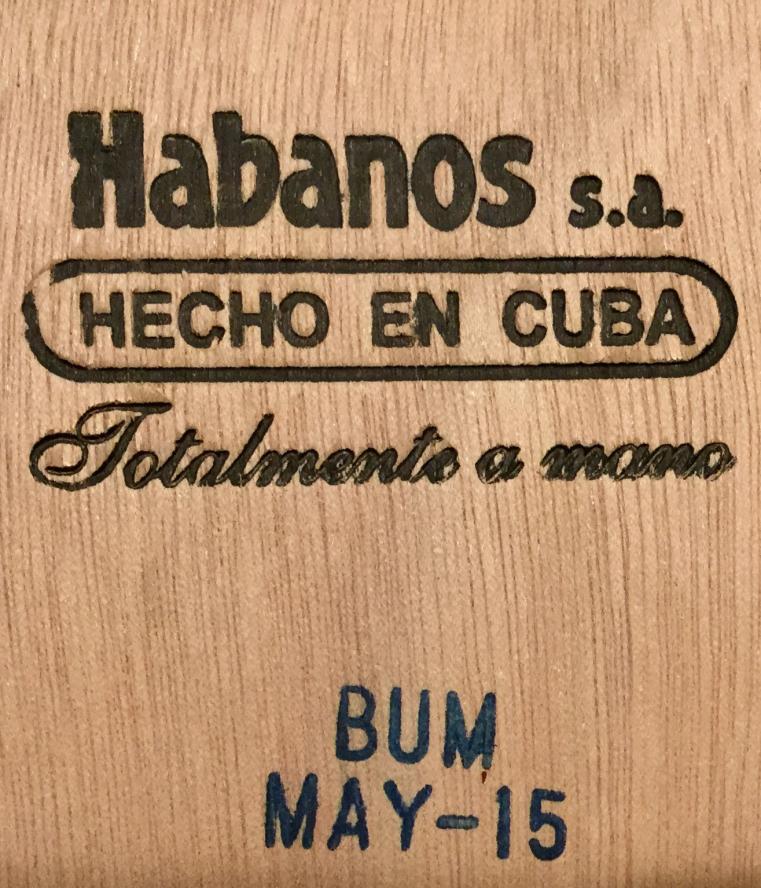 Habanos s.a.
HECHO EN CUBA
Totalmente a mano
BUM
MAY-15